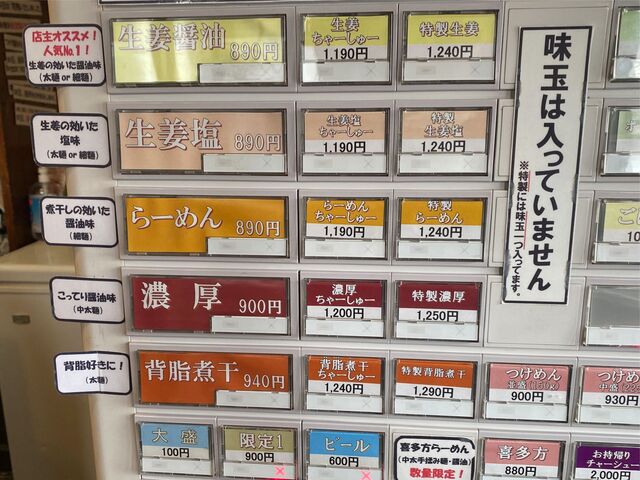 店主オススメ!
人気No.1!
生姜の効いた醤油味
(太麺 or 細麺)
生姜醤油 890円
生姜
ちゃーしゅー
1,190円
特製生姜
1,240円
味玉は入っていません
※特製には味玉一つ入ってます。
生姜の効いた
塩味
(太麺 or 細麺)
生姜塩 890円
生姜塩
ちゃーしゅー
1,190円
特製
生姜塩
1,240円
煮干しの効いた
醤油味
(細麺)
らーめん 890円
らーめん
ちゃーしゅー
1,190円
特製
らーめん
1,240円
こってり醤油味
(中太麺)
濃厚 900円
濃厚
ちゃーしゅー
1,200円
特製濃厚
1,250円
背脂好きに!
(太麺)
背脂煮干 940円
背脂煮干
ちゃーしゅー
1,240円
特製背脂煮干
1,290円
つけめん
並盛(150g)
900円
つけめん
930円
大盛
100円
限定1
900円
ビール
600円
喜多方らーめん
(中太手揉み麺・醤油)
数量限定!
喜多方
880円
お持帰り
チャーシュー
2,000円